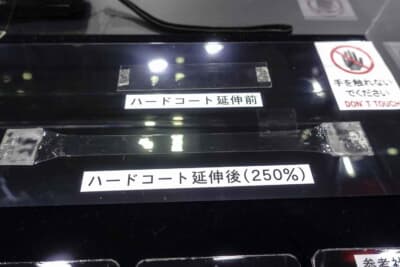 ハードコート延伸前
手を触れない
でください
DON'T TOUCH
ハードコート延伸後(250%)